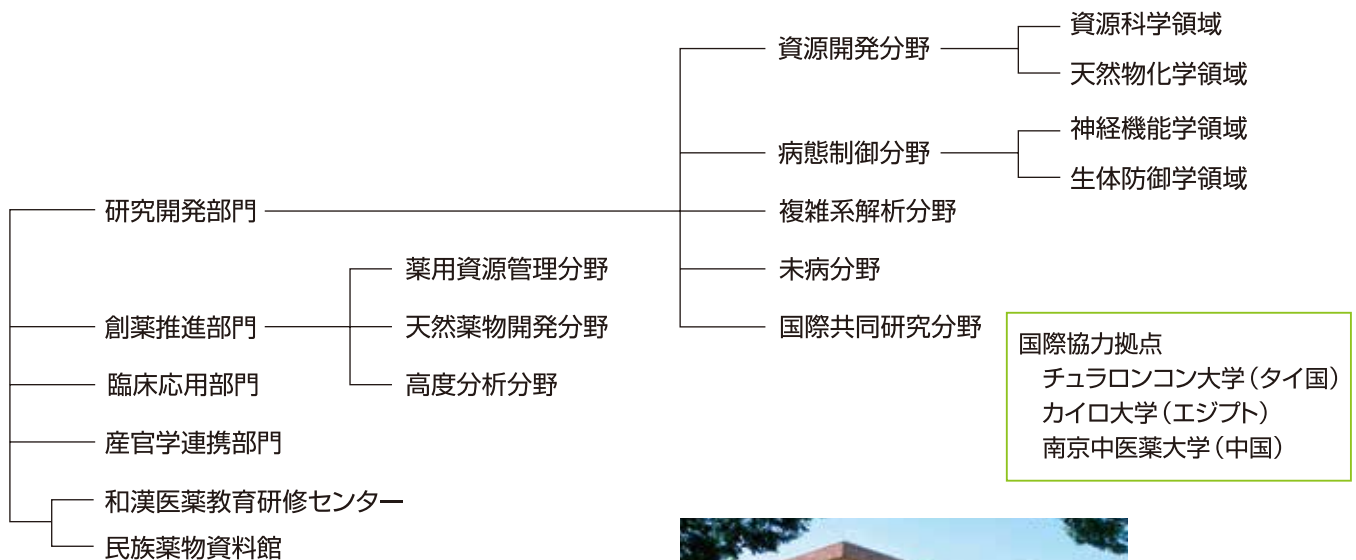 研究開発部門
資源開発分野
資源科学領域
天然物化学領域
病態制御分野
神経機能学領域
生体防御学領域
複雑系解析分野
未病分野
国際共同研究分野
国際協力拠点
チュラロンコン大学（タイ国）
カイロ大学（エジプト）
南京中医薬大学（中国）
創薬推進部門
薬用資源管理分野
天然薬物開発分野
高度分析分野
臨床応用部門
産官学連携部門
和漢医薬教育研修センター
民族薬物資料館